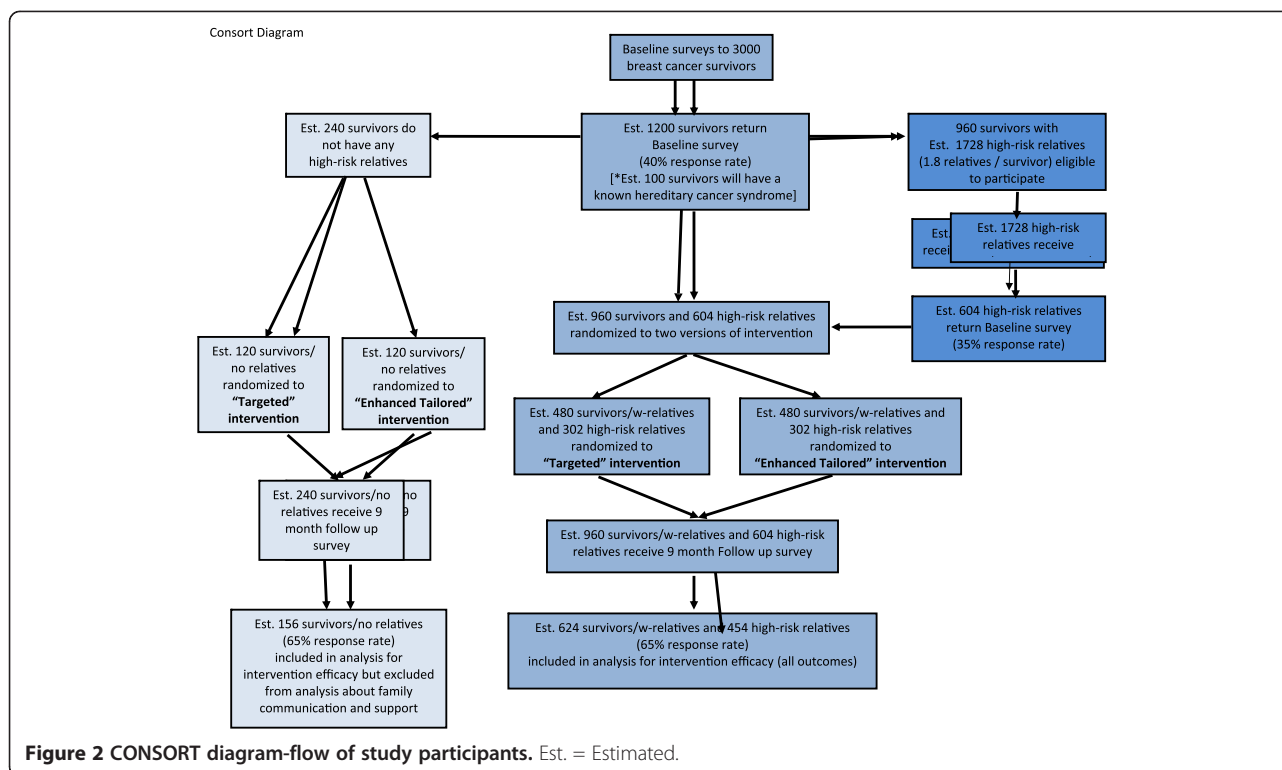 Consort Diagram
Baseline surveys to 3000
breast cancer survivors
Est. 240 survivors do
not have any
high-risk relatives
Est. 1200 survivors return
Baseline survey
(40% response rate)
[*Est. 100 survivors will have a
known hereditary cancer syndrome]
960 survivors with
Est. 1728 high-risk relatives
(1.8 relatives / survivor) eligible
to participate
Est.
Est. 1728 high-risk
relatives receive
Est. 604 high-risk relatives
return Baseline survey
(35% response rate)
Est. 960 survivors and 604 high-risk relatives
randomized to two versions of intervention
Est. 120 survivors/
no relatives
randomized to
“Targeted”
intervention
Est. 120 survivors/
no relatives
randomized to
“Enhanced Tailored”
intervention
Est. 480 survivors/w-relatives
and 302 high-risk relatives
randomized to
“Targeted” intervention
Est. 480 survivors/w-relatives and
302 high-risk relatives
randomized to
“Enhanced Tailored” intervention
Est. 240 survivors/no
relatives receive 9
month follow up
survey
no
9
Est. 960 survivors/w-relatives and 604 high-risk
relatives receive 9 month Follow up survey
Est. 156 survivors/no relatives
(65% response rate)
included in analysis for
intervention efficacy but excluded
from analysis about family
communication and support
Est. 624 survivors/w-relatives and 454 high-risk relatives
(65% response rate)
included in analysis for intervention efficacy (all outcomes)
Figure 2 CONSORT diagram-flow of study participants. Est. = Estimated.